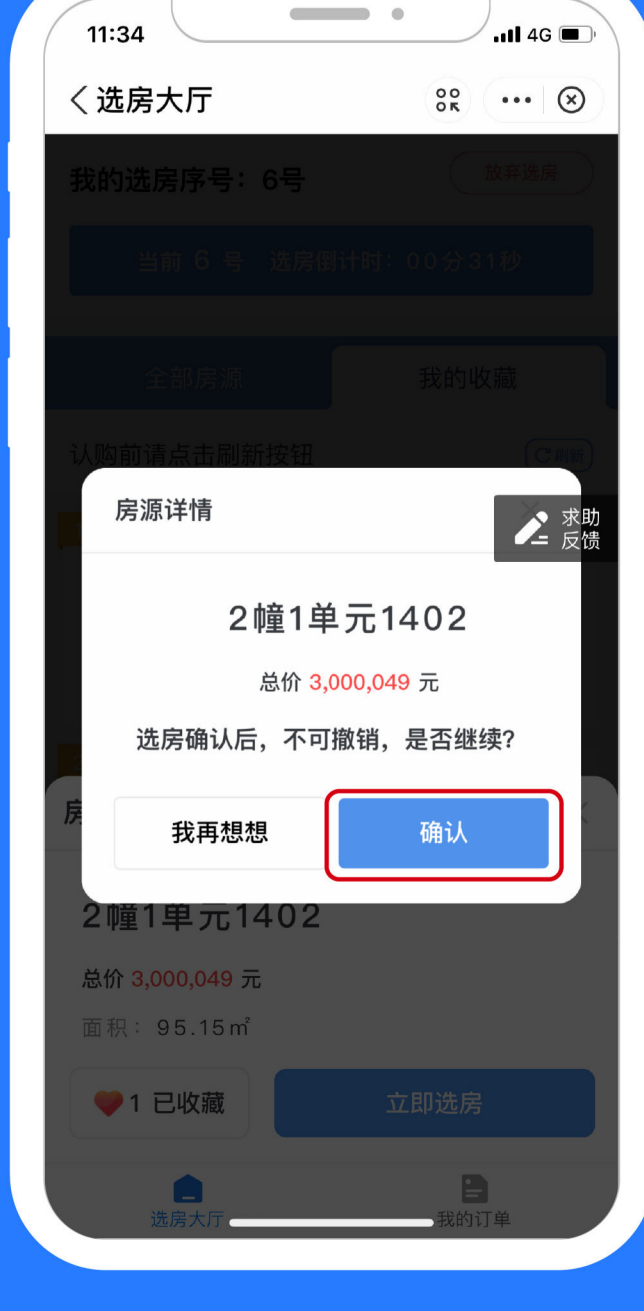 11:34
4G
选房大厅
我的选房序号：6号
放弃选房
当前 6 号 选房倒计时：00分31秒
全部房源
我的收藏
认购前请点击刷新按钮
刷新
房源详情
求助
反馈
2幢1单元1402
总价 3,000,049 元
选房确认后，不可撤销，是否继续？
我再想想
确认
房
2幢1单元1402
总价 3,000,049 元
面积：95.15㎡
1 已收藏
立即选房
选房大厅
我的订单